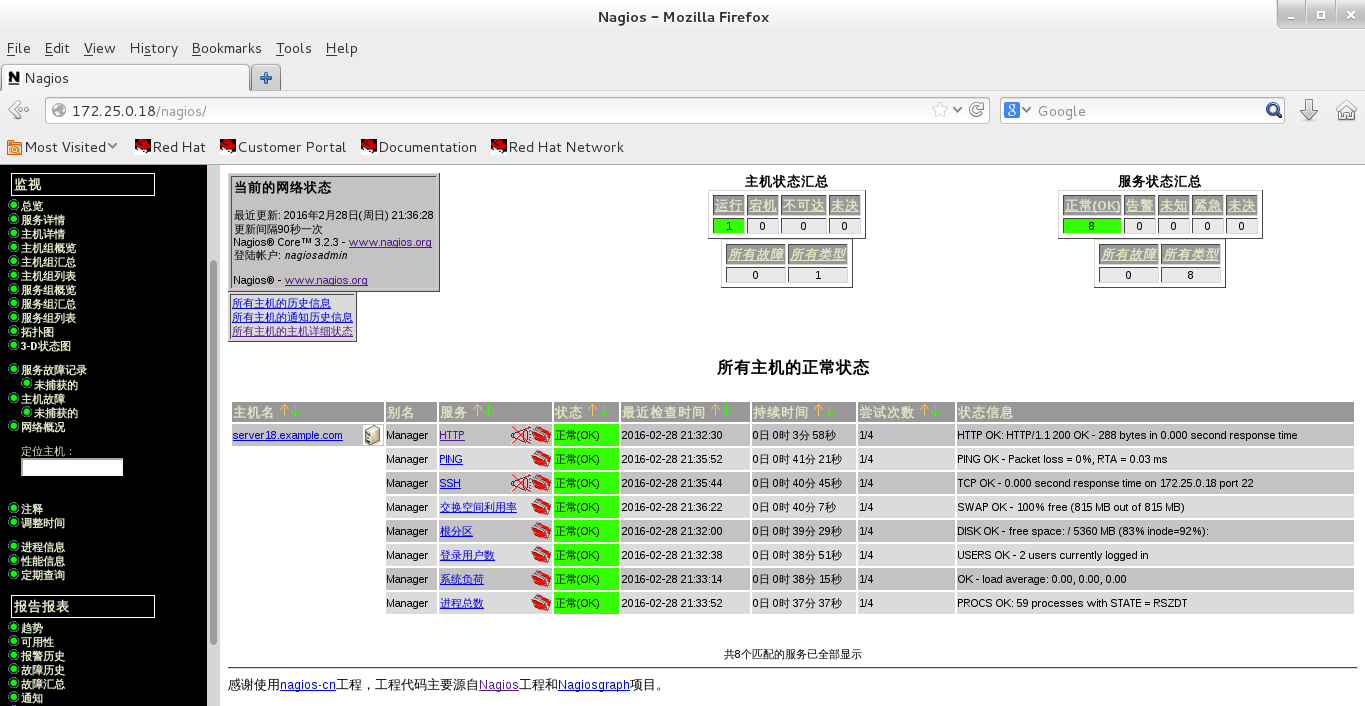 Nagios - Mozilla Firefox
File Edit View History Bookmarks Tools Help
Nagios
172.25.0.18/nagios/
Google
Most Visited Red Hat Customer Portal Documentation Red Hat Network
监视
总览
服务详情
主机详情
主机组概览
主机组汇总
主机组列表
服务组概览
服务组汇总
服务组列表
拓扑图
3-D状态图
服务故障记录
未捕获的
主机故障
未捕获的
网络概况
定位主机：
注释
调整时间
进程信息
性能信息
定期查询
报告报表
趋势
可用性
报警历史
故障历史
故障汇总
通知
当前的网络状态
最近更新: 2016年2月28日(周日) 21:36:28
更新间隔90秒一次
Nagios® Core™ 3.2.3 - www.nagios.org
登陆帐户: nagiosadmin
Nagios® - www.nagios.org
所有主机的历史信息
所有主机的通知历史信息
所有主机的主机详细状态
主机状态汇总
运行 宕机 不可达 未决
1 0 0 0
所有故障 所有类型
0 1
服务状态汇总
正常(OK) 告警 未知 紧急 未决
8 0 0 0 0
所有故障 所有类型
0 8
所有主机的正常状态
主机名 别名 服务 状态 最近检查时间 持续时间 尝试次数 状态信息
server18.example.com Manager HTTP 正常(OK) 2016-02-28 21:32:30 0日 0时 3分 58秒 1/4 HTTP OK: HTTP/1.1 200 OK - 288 bytes in 0.000 second response time
Manager PING 正常(OK) 2016-02-28 21:35:52 0日 0时 41分 21秒 1/4 PING OK - Packet loss = 0%, RTA = 0.03 ms
Manager SSH 正常(OK) 2016-02-28 21:35:44 0日 0时 40分 45秒 1/4 TCP OK - 0.000 second response time on 172.25.0.18 port 22
Manager 交换空间利用率 正常(OK) 2016-02-28 21:36:22 0日 0时 40分 7秒 1/4 SWAP OK - 100% free (815 MB out of 815 MB)
Manager 根分区 正常(OK) 2016-02-28 21:32:00 0日 0时 39分 29秒 1/4 DISK OK - free space: / 5360 MB (83% inode=92%):
Manager 登录用户数 正常(OK) 2016-02-28 21:32:38 0日 0时 38分 51秒 1/4 USERS OK - 2 users currently logged in
Manager 系统负荷 正常(OK) 2016-02-28 21:33:14 0日 0时 38分 15秒 1/4 OK - load average: 0.00, 0.00, 0.00
Manager 进程总数 正常(OK) 2016-02-28 21:33:52 0日 0时 37分 37秒 1/4 PROCS OK: 59 processes with STATE = RSZDT
共8个匹配的服务已全部显示
感谢使用nagios-cn工程，工程代码主要源自Nagios工程和Nagiosgraph项目。